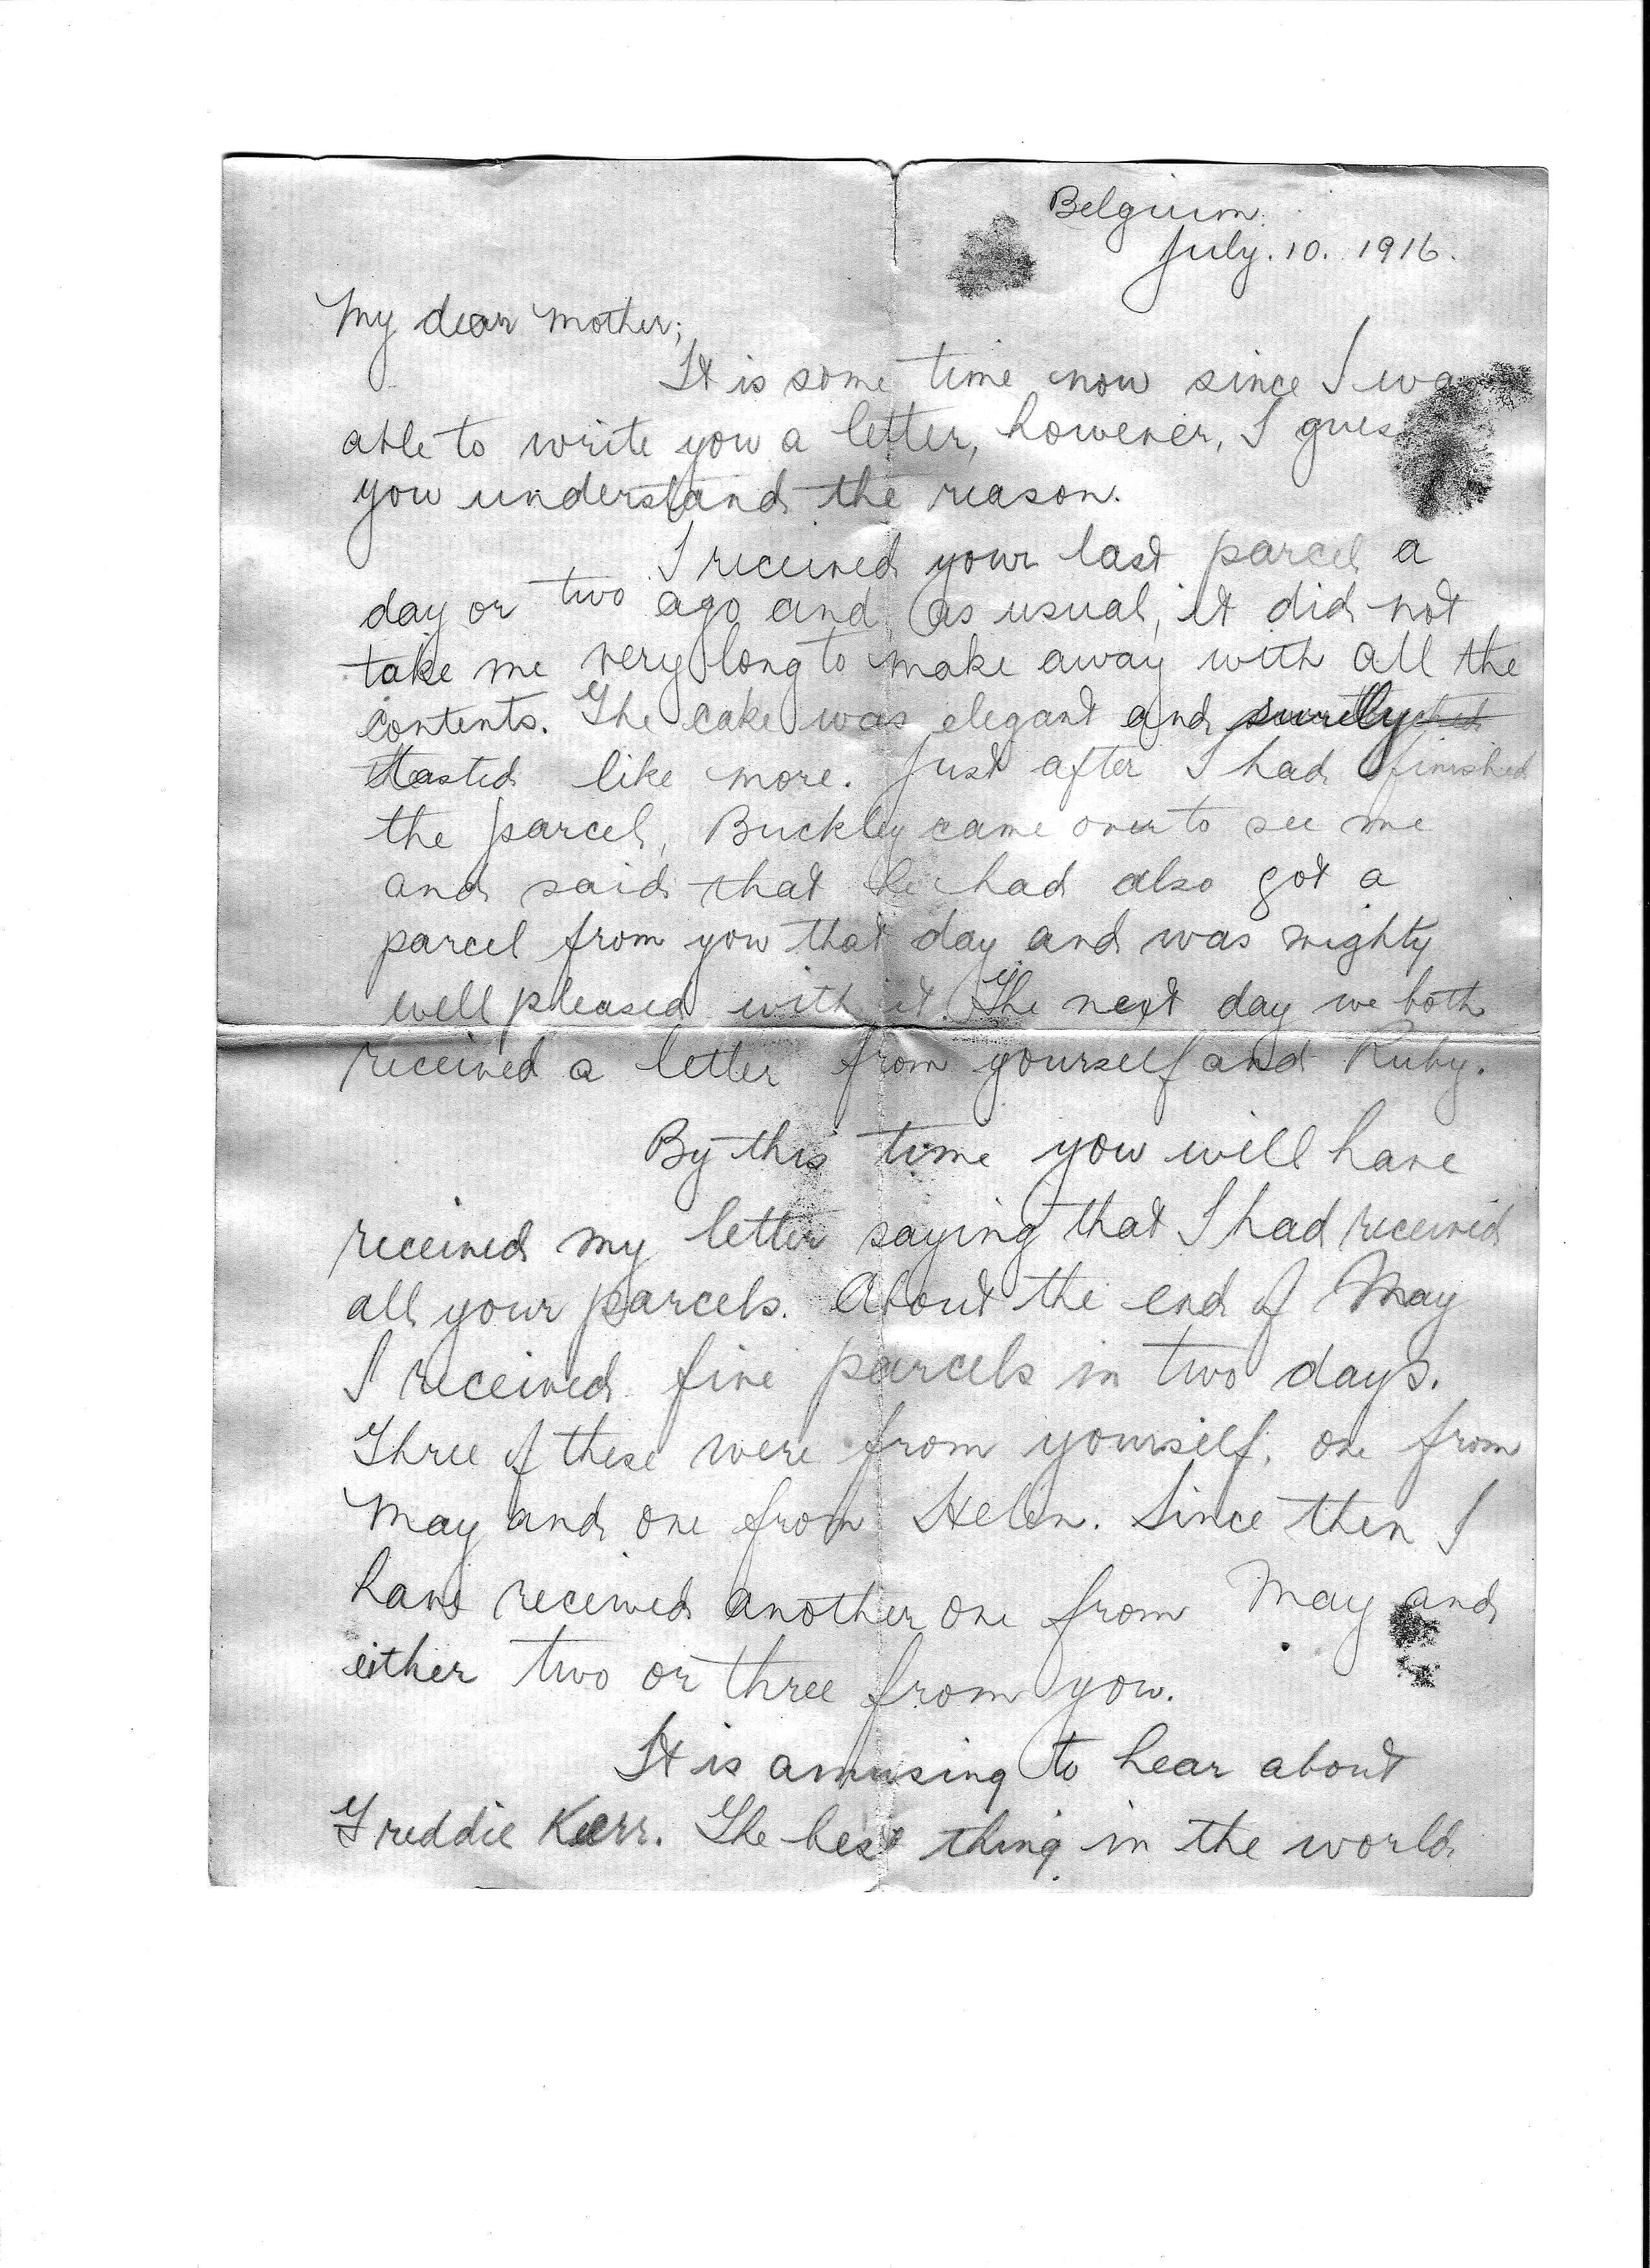 Belgium.
July. 10. 1916.
My dear Mother;
It is some time now since I was
able to write you a letter, however, I gues
you understand the reason.
I received your last parcel a
day or two ago and as usual, it did not
take me very long to make away with all the
contents. The cake was elegant and surely
tasted like more. Just after I had finished
the parcel, Buckley came over to see me
and said that he had also got a
parcel from you that day and was mighty
well pleased with it. The next day we both
received a letter from yourself and Ruby.
By this time you will have
received my letter saying that I had received
all your parcels. About the end of May
I received five parcels in two days.
Three of these were from yourself, one from
May and one from Helen. Since then I
have received another one from May and
either two or three from you.
It is amusing to hear about
Freddie Kerr. The best thing in the world